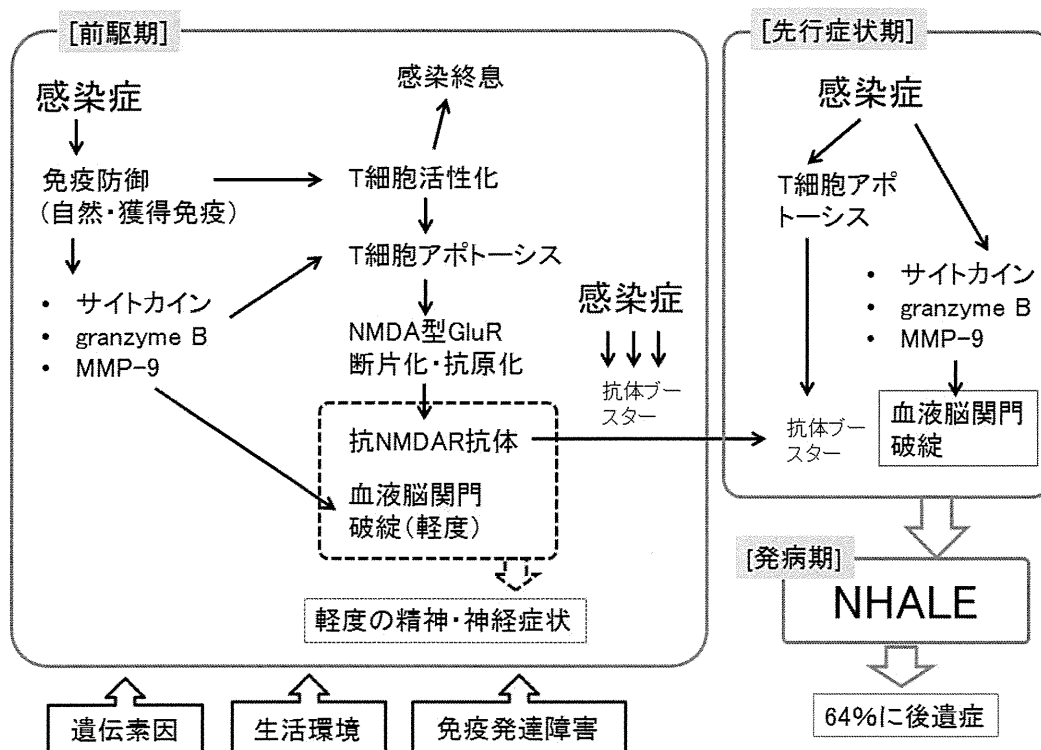 [前駆期]
感染症
感染終息
免疫防御
(自然・獲得免疫)
T細胞活性化
T細胞アポトーシス
• サイトカイン
• granzyme B
• MMP-9
NMDA型GluR
断片化・抗原化
感染症
抗体ブー
スター
抗NMDAR抗体
血液脳関門
破綻(軽度)
軽度の精神・神経症状
遺伝素因
生活環境
免疫発達障害
[先行症状期]
感染症
T細胞アポ
トーシス
• サイトカイン
• granzyme B
• MMP-9
抗体ブー
スター
血液脳関門
破綻
[発病期]
NHALE
64%に後遺症